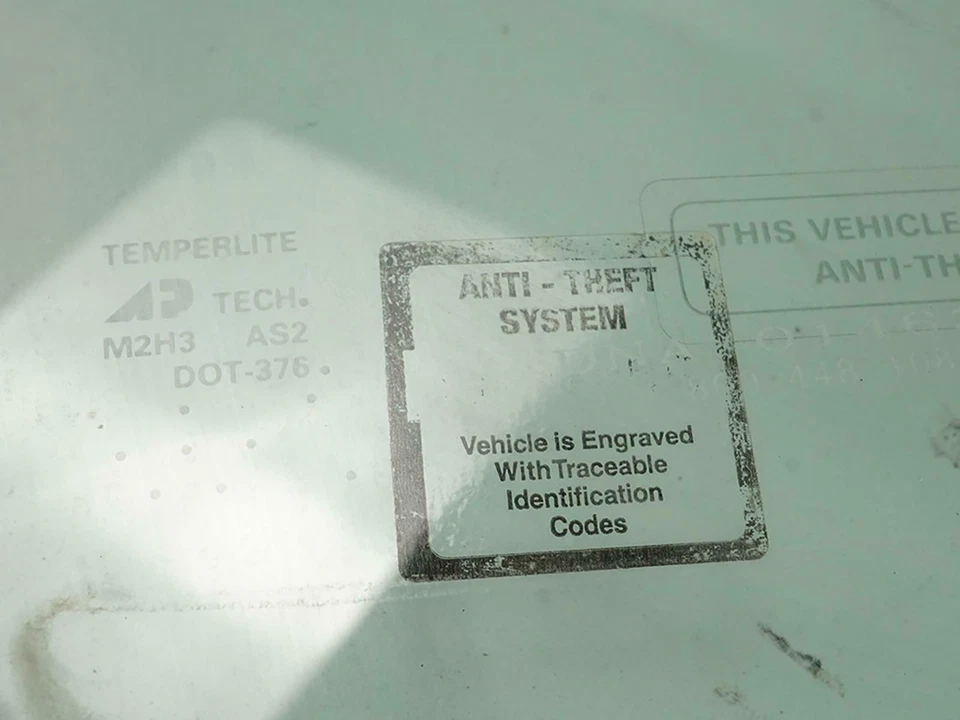 TEMPERLITE
AP TECH.
M2H3 AS2
DOT-376
ANTI - THEFT
SYSTEM
Vehicle is Engraved
With Traceable
Identification
Codes
THIS VEHICLE
ANTI-TH